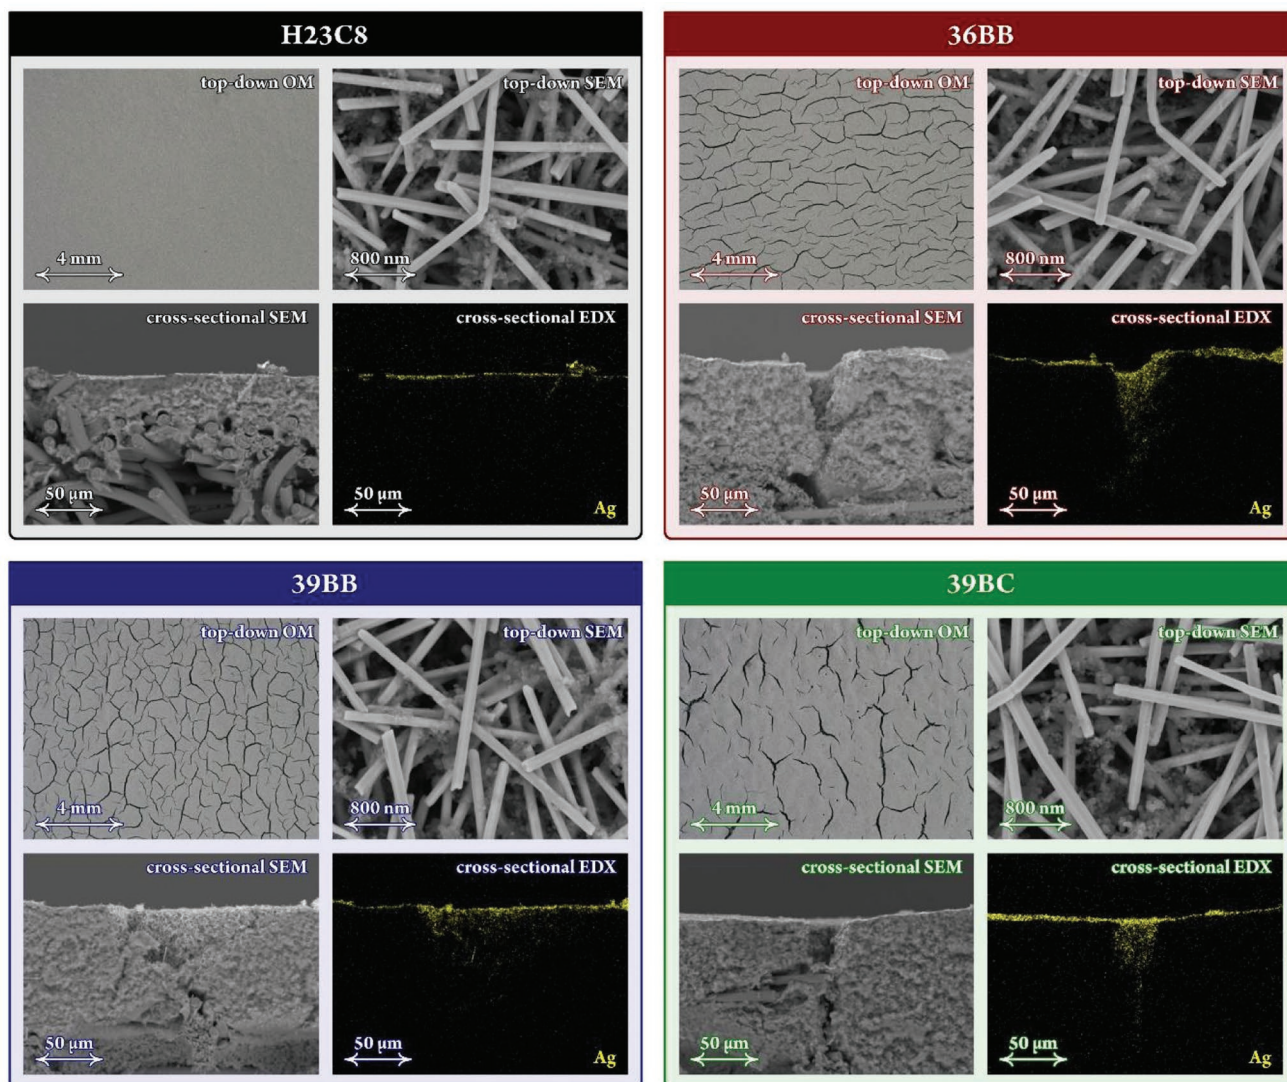 H23C8
top-down OM
4 mm
top-down SEM
800 nm
cross-sectional SEM
50 μm
cross-sectional EDX
50 μm
Ag
36BB
top-down OM
4 mm
top-down SEM
800 nm
cross-sectional SEM
50 μm
cross-sectional EDX
50 μm
Ag
39BB
top-down OM
4 mm
top-down SEM
800 nm
cross-sectional SEM
50 μm
cross-sectional EDX
50 μm
Ag
39BC
top-down OM
4 mm
top-down SEM
800 nm
cross-sectional SEM
50 μm
cross-sectional EDX
50 μm
Ag